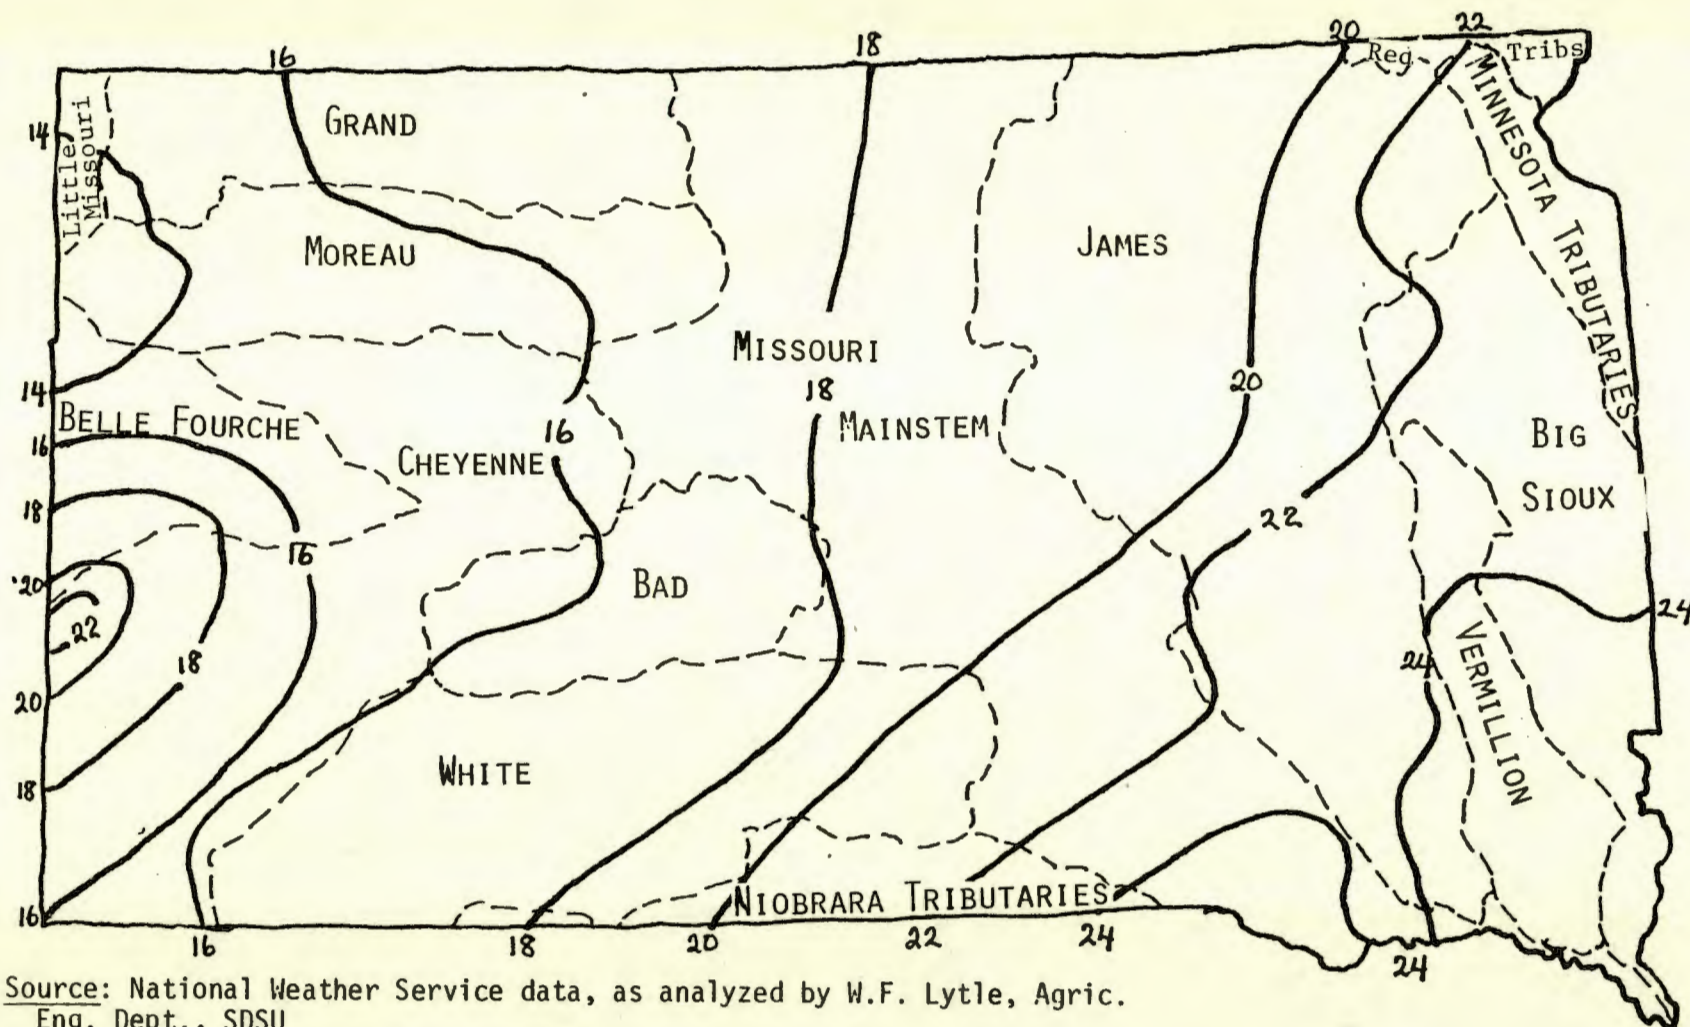 16
18
20
22
Red
Tribs
14
Little
Missouri
GRAND
MINNESOTA TRIBUTARIES
MOREAU
JAMES
MISSOURI
14
18
20
BELLE FOURCHE
16
16
MAINSTEM
BIG
CHEYENNE
SIOUX
18
22
16
20
BAD
24
22
18
24
VERMILLION
20
WHITE
18
16
NIOBRARA TRIBUTARIES
16
18
20
22
24
24
Source: National Weather Service data, as analyzed by W.F. Lytle, Agric.
Eng. Dept., SDSU